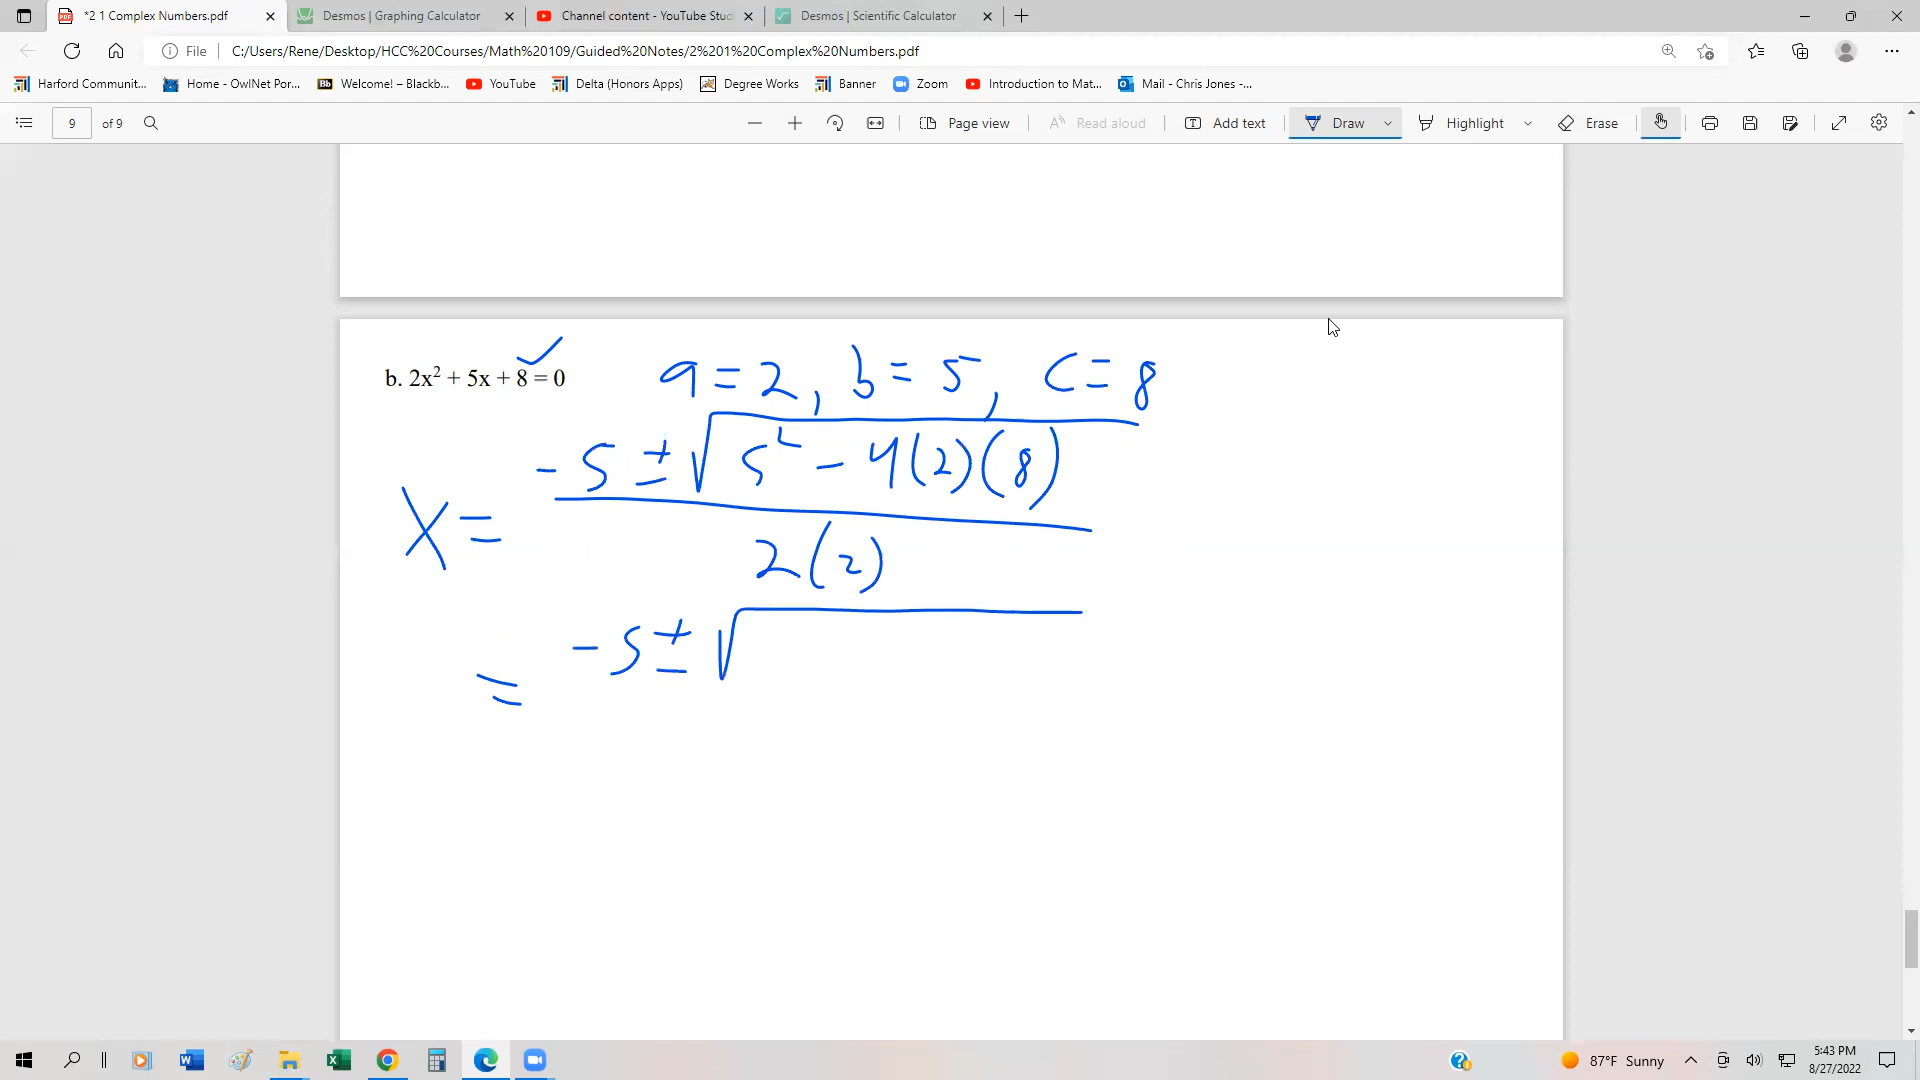 *2 1 Complex Numbers.pdf
Desmos | Graphing Calculator
Channel content - YouTube Stud
Desmos | Scientific Calculator
File
C:/Users/Rene/Desktop/HCC%20Courses/Math%20109/Guided%20Notes/2%201%20Complex%20Numbers.pdf
Harford Communit... Home - OwlNet Por... Bb Welcome! – Blackb... YouTube Delta (Honors Apps) Degree Works Banner Zoom Introduction to Mat... Mail - Chris Jones -...
9 of 9 Page view Read aloud Add text Draw Highlight Erase
b. 2x² + 5x + 8 = 0 ✓ a = 2, b = 5, c = 8
x = (-5 ± √(5² - 4(2)(8))) / 2(2)
= -5 ± √
87°F Sunny
5:43 PM
8/27/2022